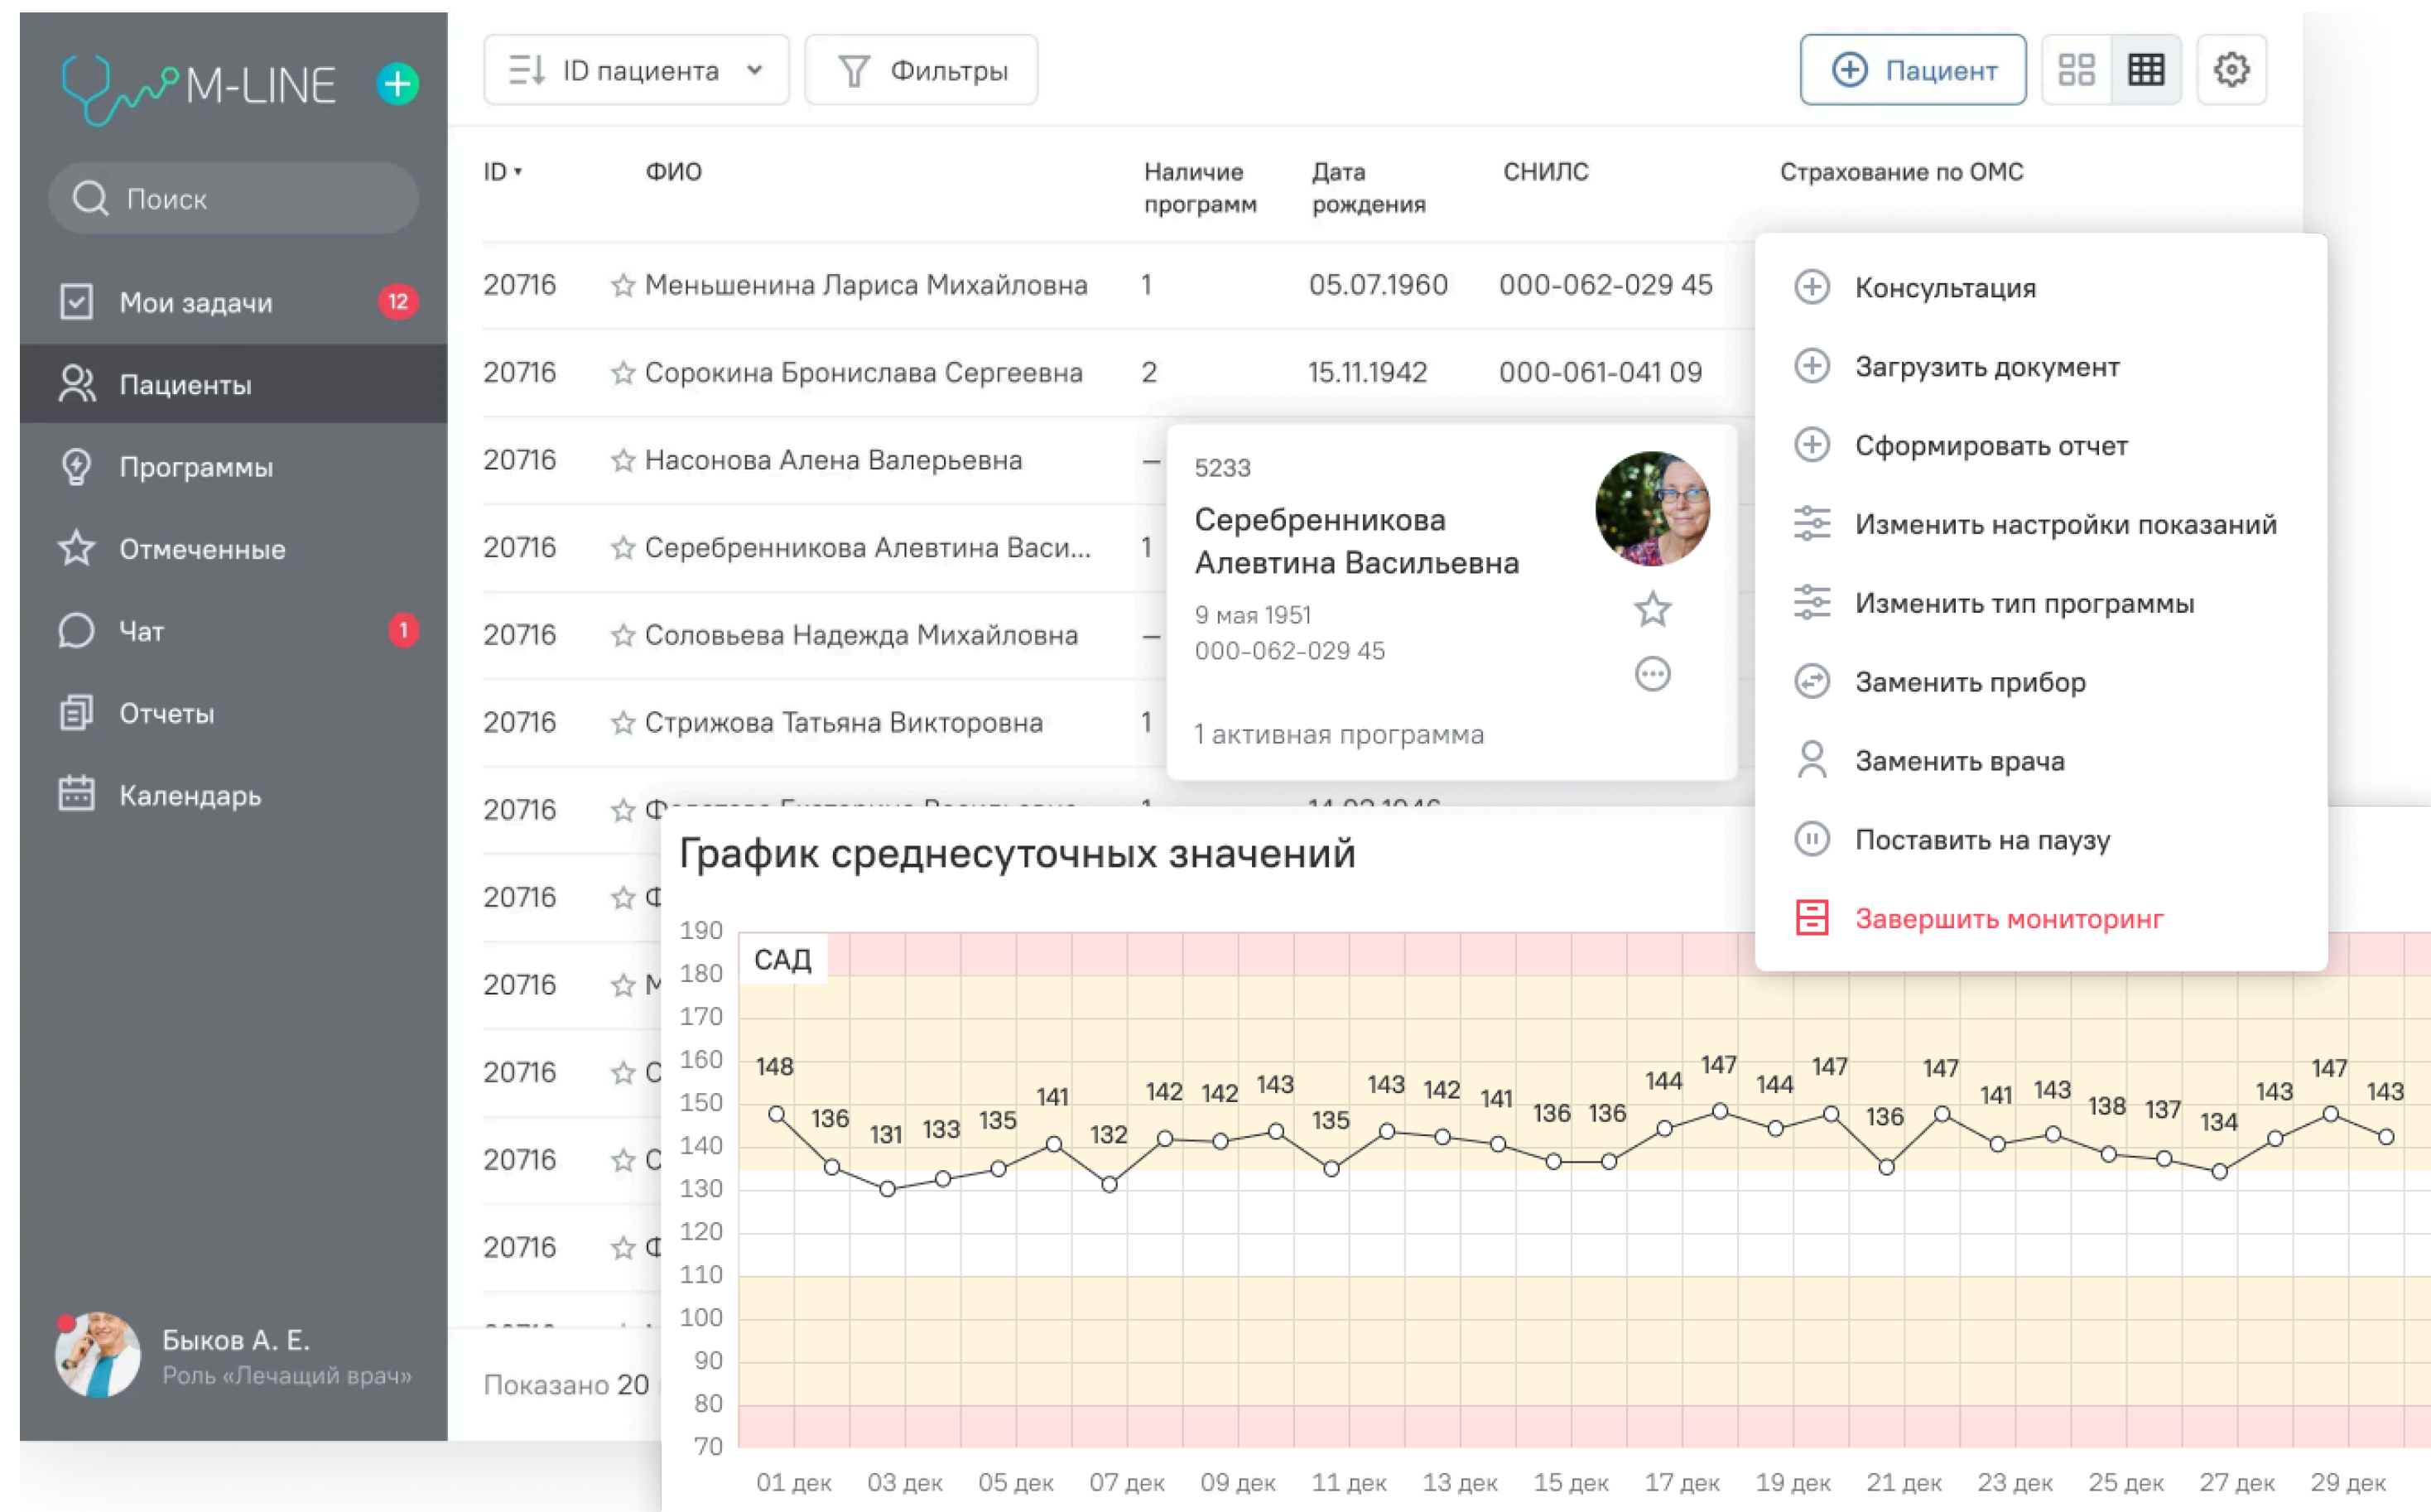 M-LINE
Поиск
Мои задачи 12
Пациенты
Программы
Отмеченные
Чат 1
Отчеты
Календарь
Быков А. Е.
Роль «Лечащий врач»
ID пациента
Фильтры
Пациент
ID ФИО Наличие программ Дата рождения СНИЛС Страхование по ОМС
20716 Меньшенина Лариса Михайловна 1 05.07.1960 000-062-029 45
20716 Сорокина Бронислава Сергеевна 2 15.11.1942 000-061-041 09
20716 Насонова Алена Валерьевна –
20716 Серебренникова Алевтина Васи... 1
20716 Соловьева Надежда Михайловна –
20716 Стрижова Татьяна Викторовна 1
20716
20716
20716
20716
20716
20716
Показано 20
5233
Серебренникова
Алевтина Васильевна
9 мая 1951
000-062-029 45
1 активная программа
Консультация
Загрузить документ
Сформировать отчет
Изменить настройки показаний
Изменить тип программы
Заменить прибор
Заменить врача
Поставить на паузу
Завершить мониторинг
График среднесуточных значений
САД
190
180
170
160
150
140
130
120
110
100
90
80
70
148 136 131 133 135 141 132 142 142 143 135 143 142 141 136 136 144 147 144 147 136 147 141 143 138 137 134 143 147 143
01 дек 03 дек 05 дек 07 дек 09 дек 11 дек 13 дек 15 дек 17 дек 19 дек 21 дек 23 дек 25 дек 27 дек 29 дек